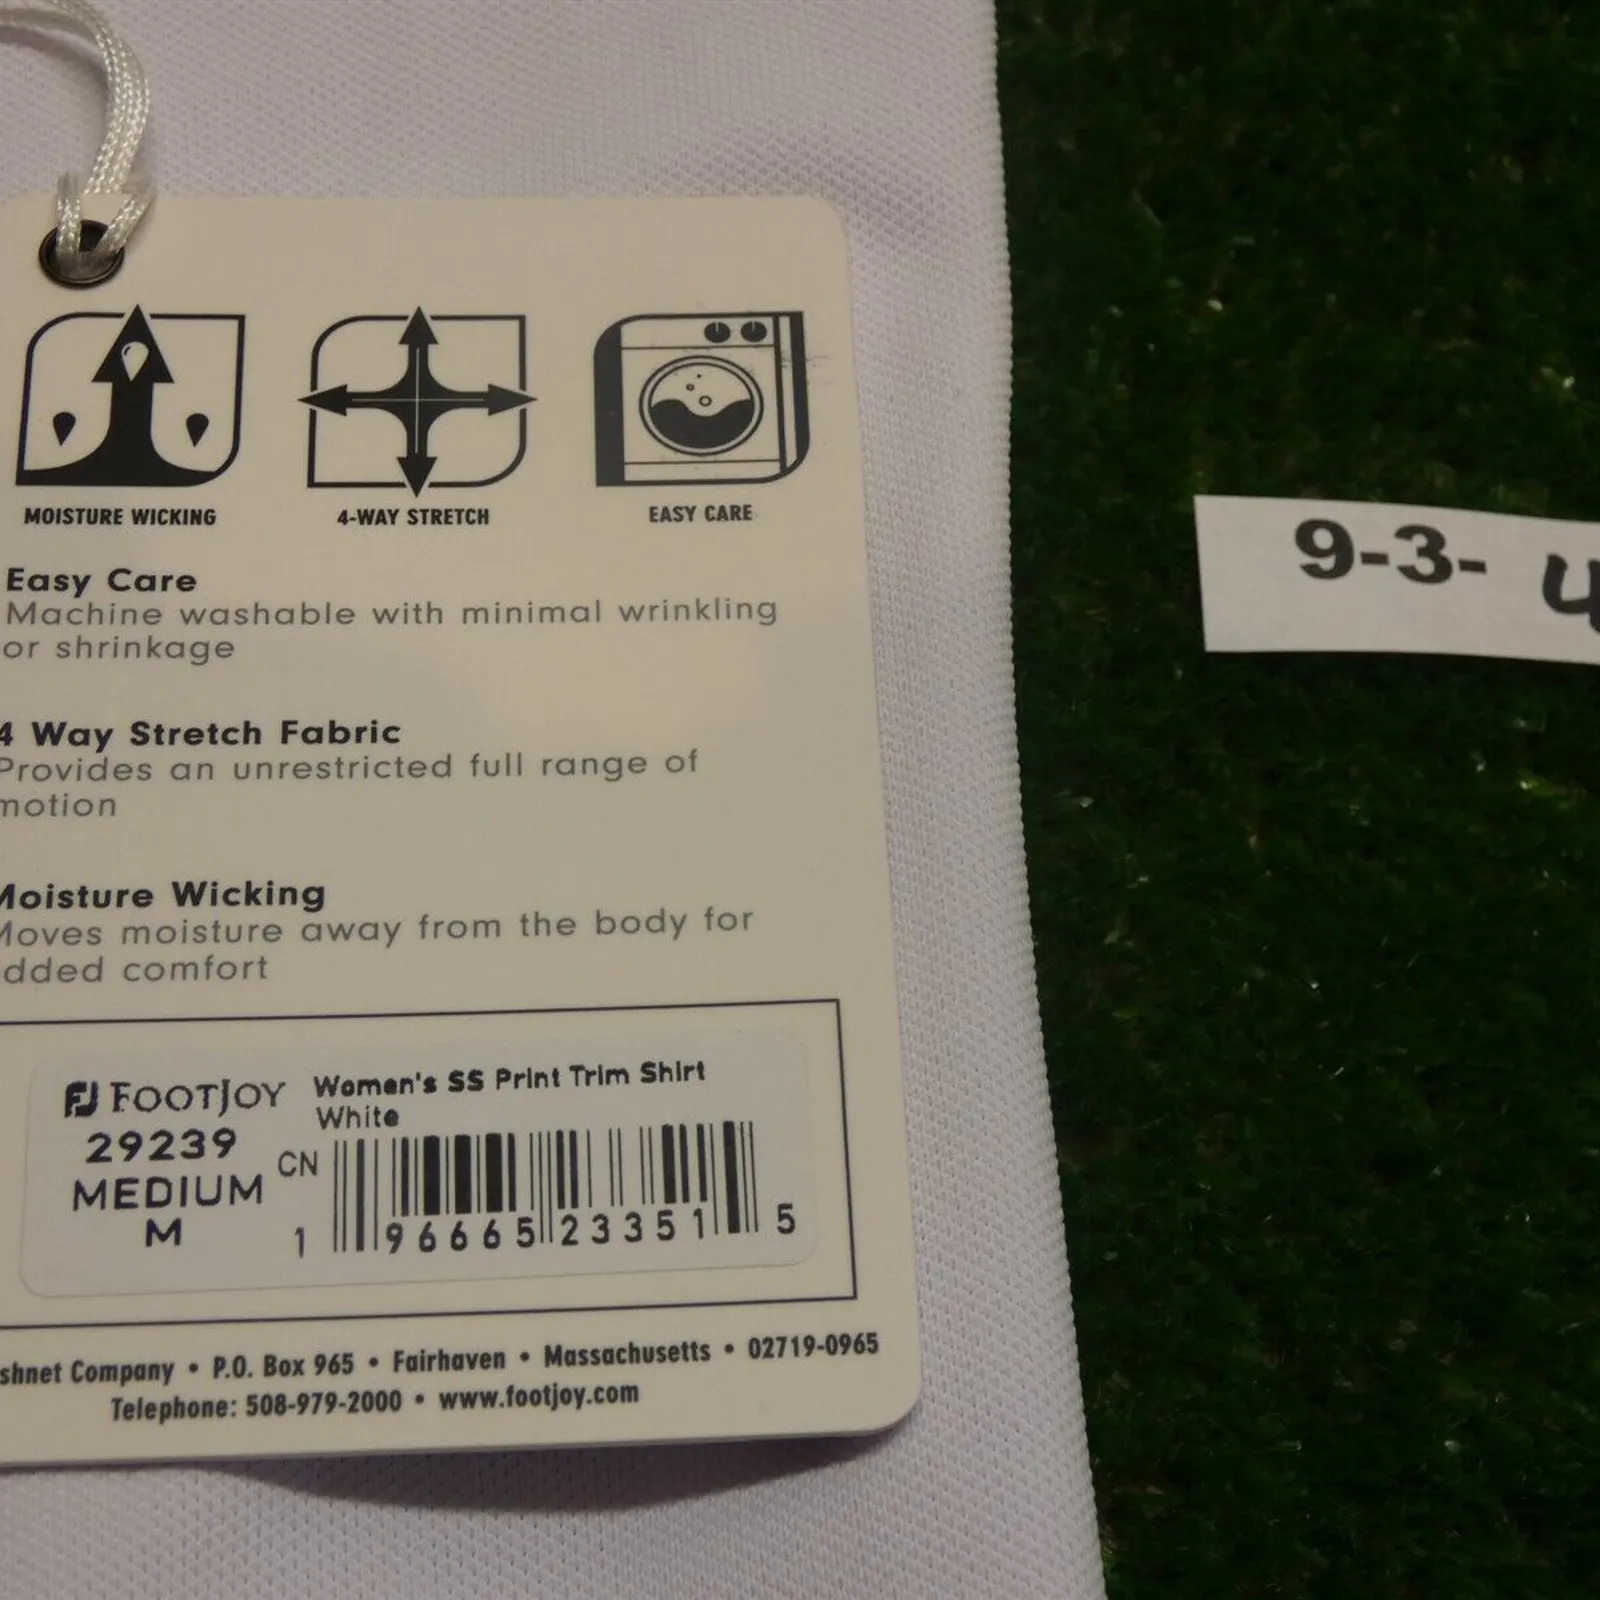 MOISTURE WICKING
4-WAY STRETCH
EASY CARE
Easy Care
Machine washable with minimal wrinkling
or shrinkage
4 Way Stretch Fabric
Provides an unrestricted full range of
motion
Moisture Wicking
Moves moisture away from the body for
dded comfort
FJ FOOTJOY
29239
MEDIUM
M
Women's SS Print Trim Shirt
White
CN
1 96665 23351 5
shnet Company • P.O. Box 965 • Fairhaven • Massachusetts • 02719-0965
Telephone: 508-979-2000 • www.footjoy.com
9-3-